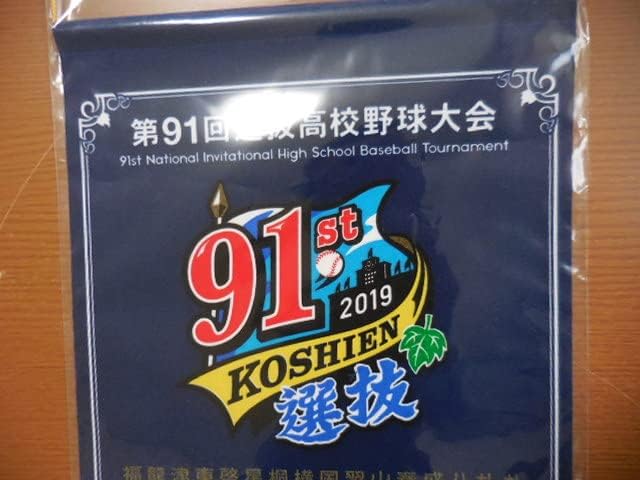 第91回選抜高校野球大会
91st National Invitational High School Baseball Tournament
91st
2019
KOSHIEN
選抜